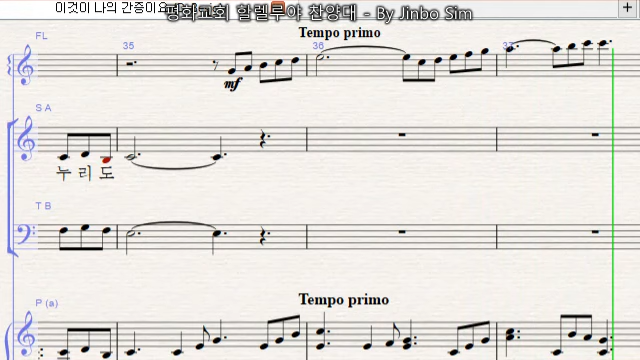 이것이 나의 간증이요
평화교회 할렐루야 찬양대 - By Jinbo Sim
+
FL
Tempo primo
35
36
37
mf
S A
누 리 도
T B
P (a)
Tempo primo